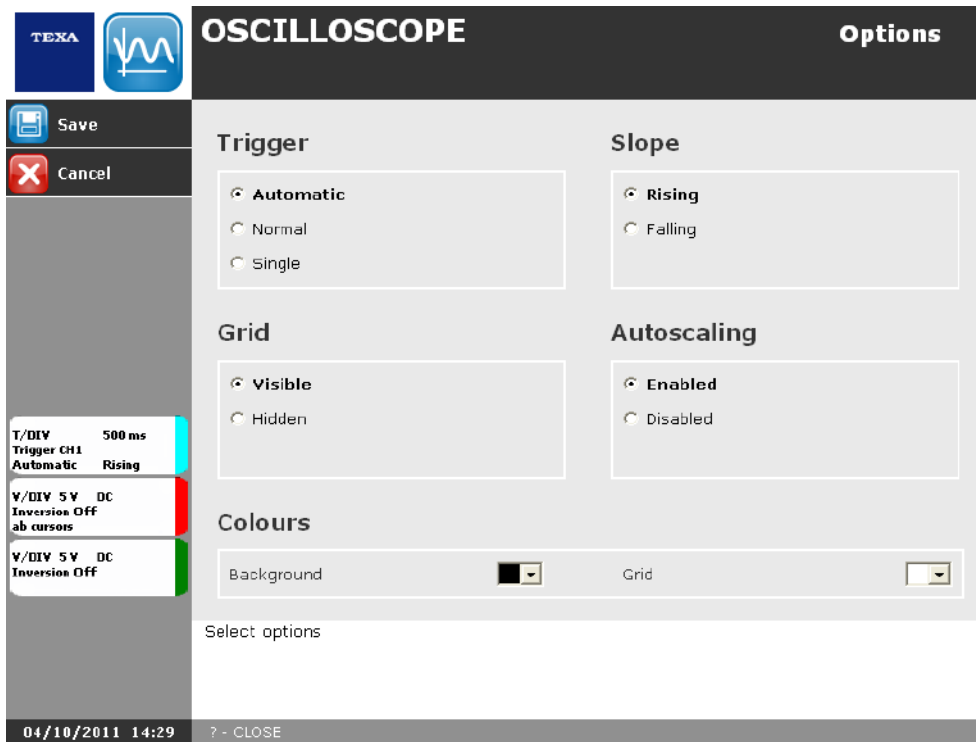 TEXA
OSCILLOSCOPE
Options
Save
Cancel
Trigger
Automatic
Normal
Single
Slope
Rising
Falling
Grid
Visible
Hidden
Autoscaling
Enabled
Disabled
T/DIV 500 ms
Trigger CH1
Automatic Rising
V/DIV 5 V DC
Inversion Off
ab cursors
V/DIV 5 V DC
Inversion Off
Colours
Background
Grid
Select options
04/10/2011 14:29
? - CLOSE